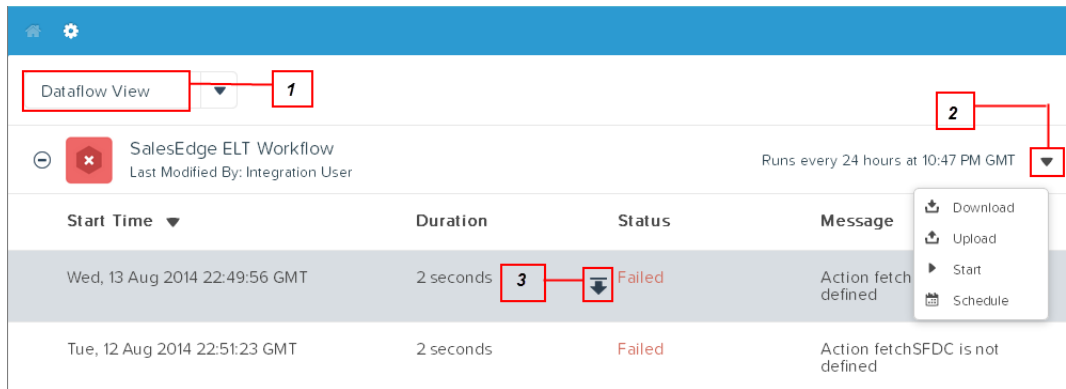 Dataflow View
1
2
SalesEdge ELT Workflow
Last Modified By: Integration User
Runs every 24 hours at 10:47 PM GMT
Start Time
Duration
Status
Message
Download
Upload
Start
Schedule
Wed, 13 Aug 2014 22:49:56 GMT
2 seconds
3
Failed
Action fetch
defined
Tue, 12 Aug 2014 22:51:23 GMT
2 seconds
Failed
Action fetchSFDC is not
defined